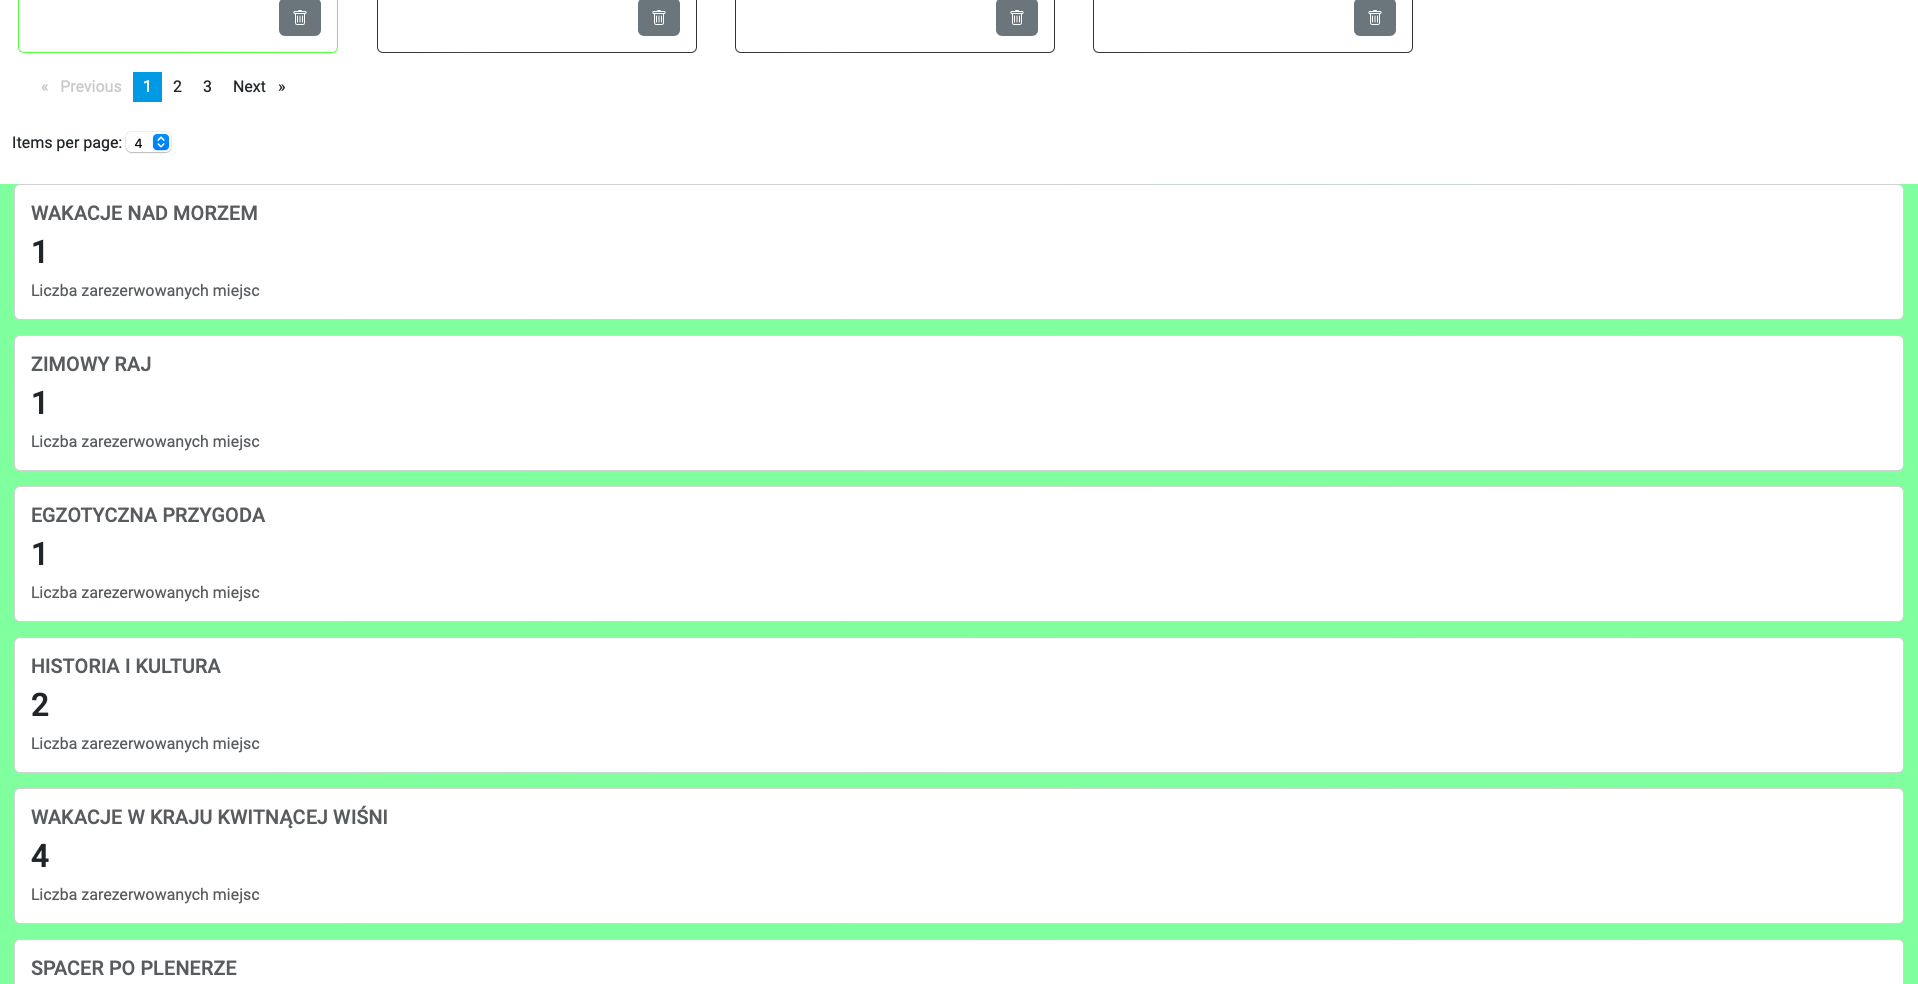 « Previous 1 2 3 Next »
Items per page: 4
WAKACJE NAD MORZEM
1
Liczba zarezerwowanych miejsc
ZIMOWY RAJ
1
Liczba zarezerwowanych miejsc
EGZOTYCZNA PRZYGODA
1
Liczba zarezerwowanych miejsc
HISTORIA I KULTURA
2
Liczba zarezerwowanych miejsc
WAKACJE W KRAJU KWITNĄCEJ WIŚNI
4
Liczba zarezerwowanych miejsc
SPACER PO PLENERZE